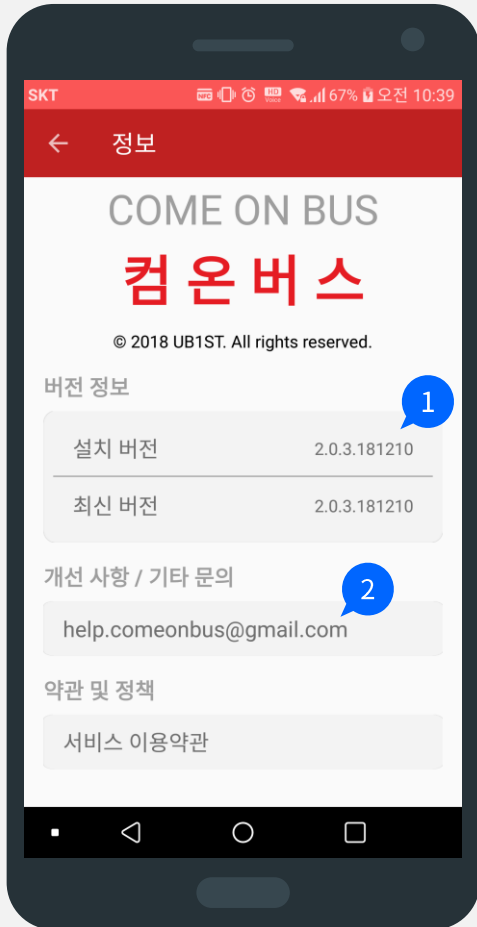 SKT NFC HD Voice 67% 오전 10:39
정보
COME ON BUS
컴온버스
© 2018 UB1ST. All rights reserved.
버전 정보
1
설치 버전 2.0.3.181210
최신 버전 2.0.3.181210
개선 사항 / 기타 문의
2
help.comeonbus@gmail.com
약관 및 정책
서비스 이용약관